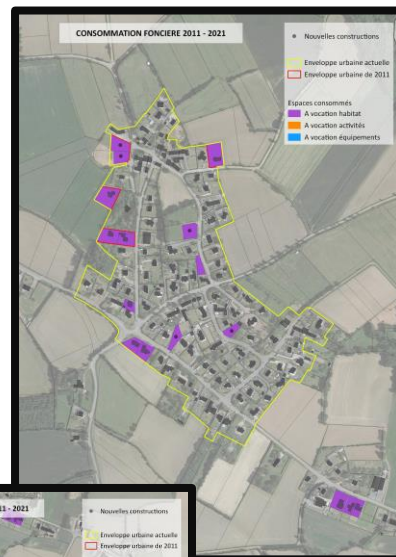 CONSOMMATION FONCIERE 2011 - 2021
Nouvelles constructions
Enveloppe urbaine actuelle
Enveloppe urbaine de 2011
Espaces consommés
A vocation habitat
A vocation activités
A vocation équipements
11 - 2021
Nouvelles constructions
Enveloppe urbaine actuelle
Enveloppe urbaine de 2011